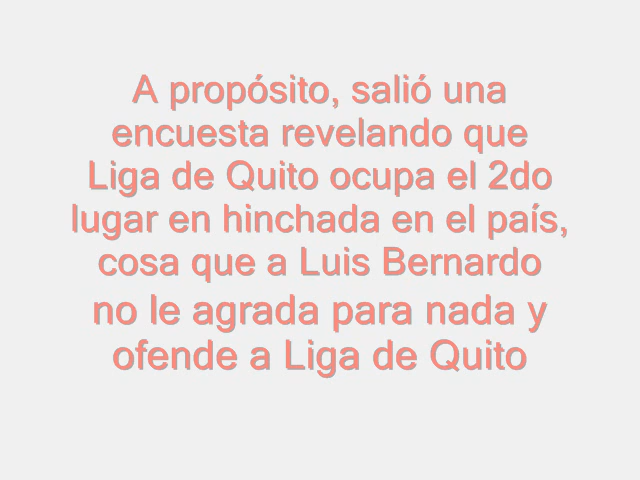 A propósito, salió una
encuesta revelando que
Liga de Quito ocupa el 2do
lugar en hinchada en el país,
cosa que a Luis Bernardo
no le agrada para nada y
ofende a Liga de Quito